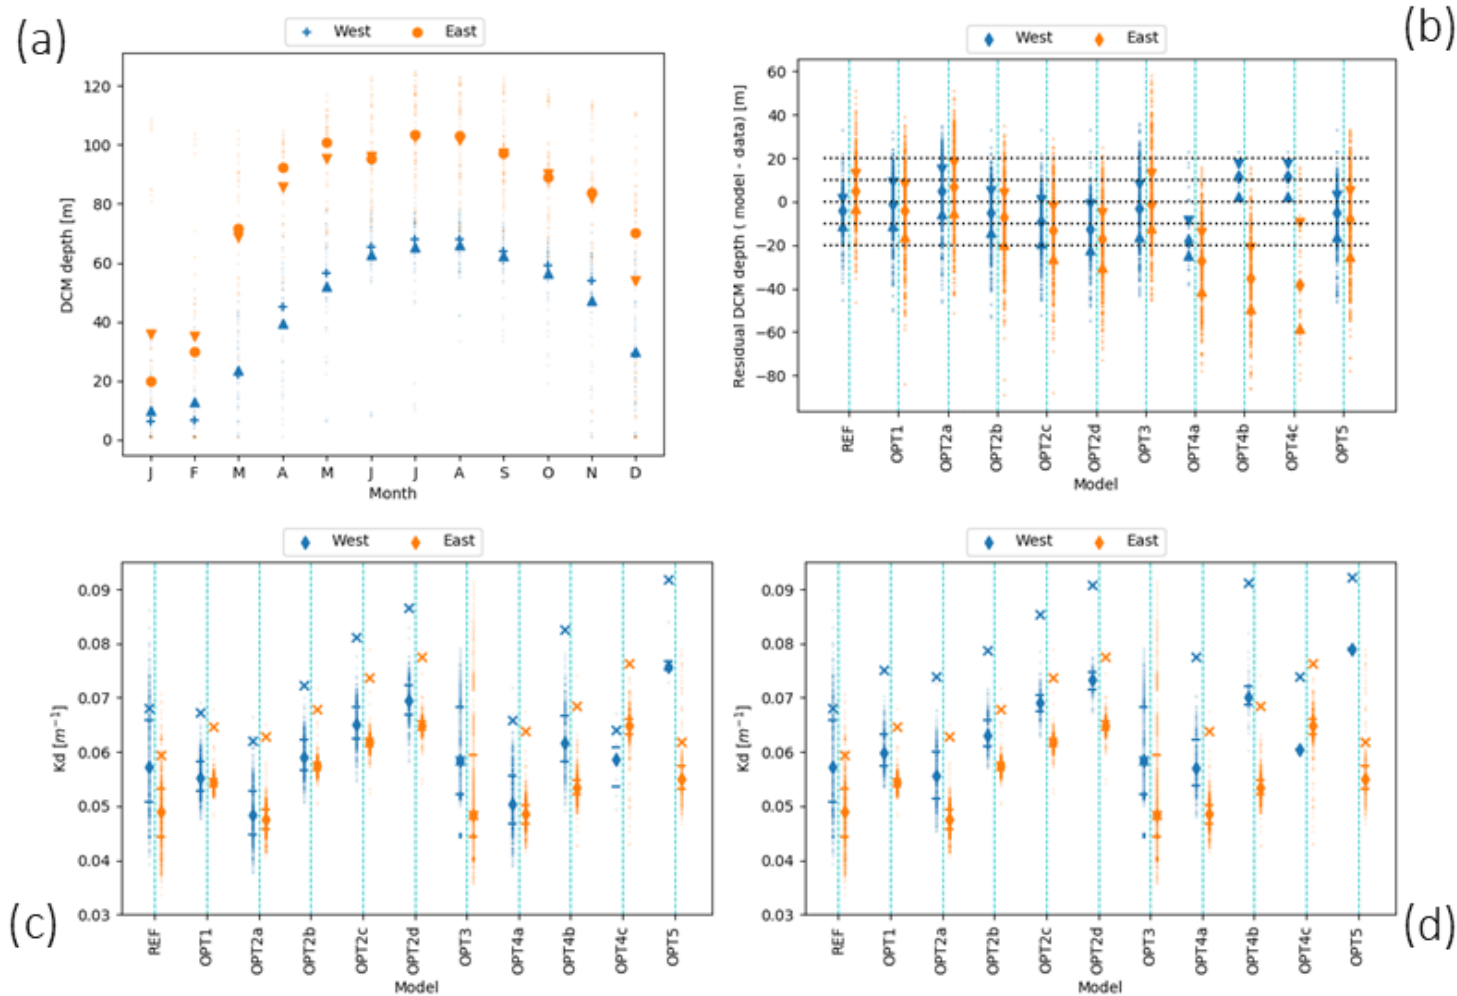 (a)
West East
120
100
80
60
40
20
0
DCM depth [m]
J F M A M J J A S O N D
Month
(b)
West East
60
40
20
0
−20
−40
−60
−80
Residual DCM depth ( model - data) [m]
REF OPT1 OPT2a OPT2b OPT2c OPT2d OPT3 OPT4a OPT4b OPT4c OPT5
Model
(c)
West East
0.09
0.08
0.07
0.06
0.05
0.04
0.03
Kd [m⁻¹]
REF OPT1 OPT2a OPT2b OPT2c OPT2d OPT3 OPT4a OPT4b OPT4c OPT5
Model
(d)
West East
0.09
0.08
0.07
0.06
0.05
0.04
0.03
Kd [m⁻¹]
REF OPT1 OPT2a OPT2b OPT2c OPT2d OPT3 OPT4a OPT4b OPT4c OPT5
Model